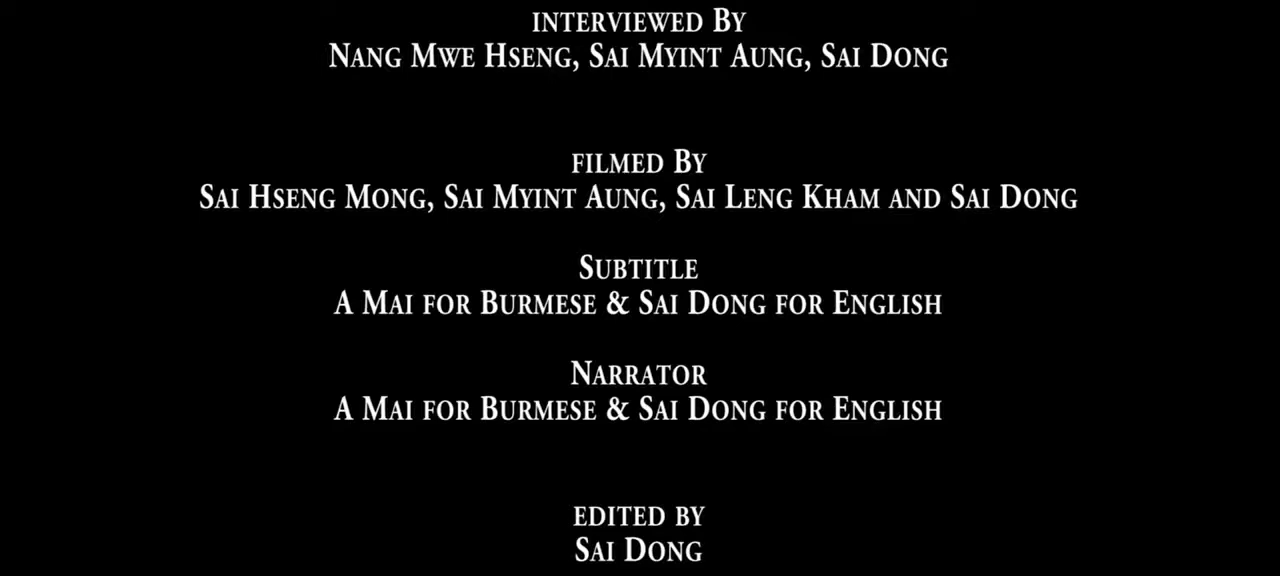 INTERVIEWED BY
NANG MWE HSENG, SAI MYINT AUNG, SAI DONG
FILMED BY
SAI HSENG MONG, SAI MYINT AUNG, SAI LENG KHAM AND SAI DONG
SUBTITLE
A MAI FOR BURMESE & SAI DONG FOR ENGLISH
NARRATOR
A MAI FOR BURMESE & SAI DONG FOR ENGLISH
EDITED BY
SAI DONG